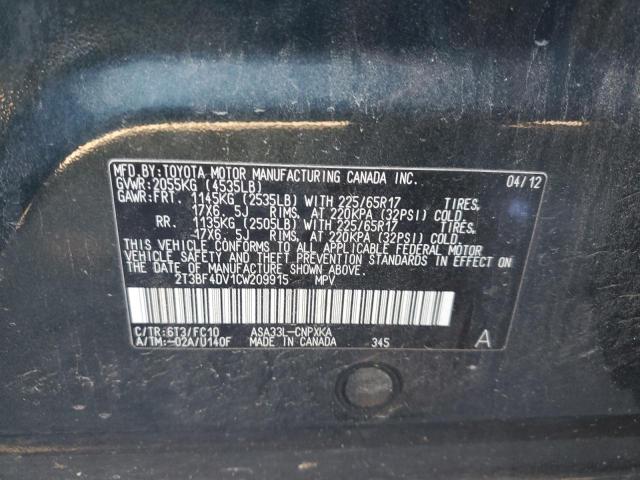 MFD.BY:TOYOTA MOTOR MANUFACTURING CANADA INC. 04/12
GVWR:2055KG (4535LB)
GAWR:FRT. 1145KG (2535LB) WITH 225/65R17 TIRES,
17X6. 5J RIMS, AT 220KPA (32PSI) COLD
RR. 1135KG (2505LB) WITH 225/65R17 TIRES,
17X6. 5J RIMS, AT 220KPA (32PSI) COLD
THIS VEHICLE CONFORMS TO ALL APPLICABLE FEDERAL MOTOR
VEHICLE SAFETY AND THEFT PREVENTION STANDARDS IN EFFECT
ON THE DATE OF MANUFACTURE SHOWN ABOVE.
2T3BF4DV1CW209915 MPV
C/TR:6T3/FC10 ASA33L-CNPXKA
A/TM:-02A/U140F MADE IN CANADA 345 A